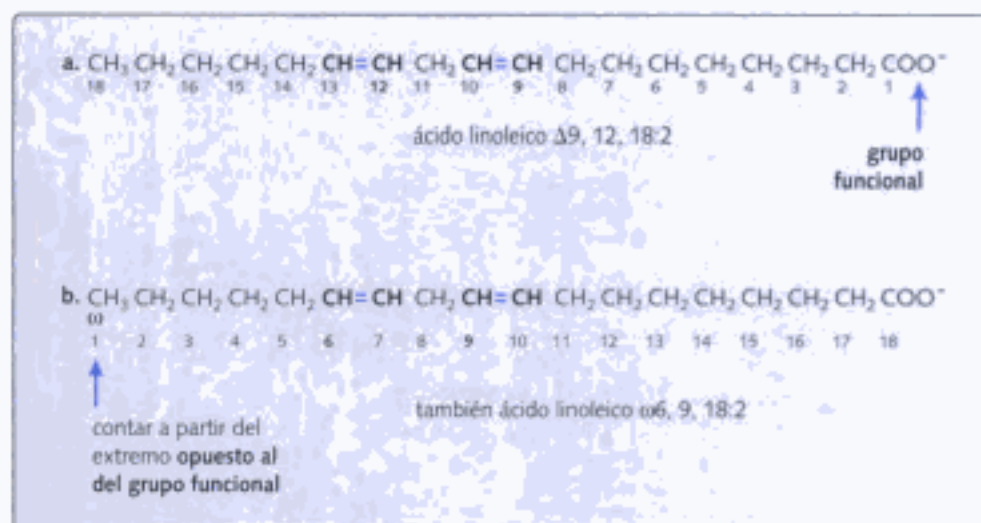 a. CH₃ CH₂ CH₂ CH₂ CH₂ CH=CH CH₂ CH=CH CH₂ CH₂ CH₂ CH₂ CH₂ CH₂ CH₂ COO⁻
18 17 16 15 14 13 12 11 10 9 8 7 6 5 4 3 2 1
ácido linoleico Δ9, 12, 18:2
grupo
funcional
b. CH₃ CH₂ CH₂ CH₂ CH₂ CH=CH CH₂ CH=CH CH₂ CH₂ CH₂ CH₂ CH₂ CH₂ CH₂ COO⁻
ω
1 2 3 4 5 6 7 8 9 10 11 12 13 14 15 16 17 18
también ácido linoleico ω6, 9, 18:2
contar a partir del
extremo opuesto al
del grupo funcional